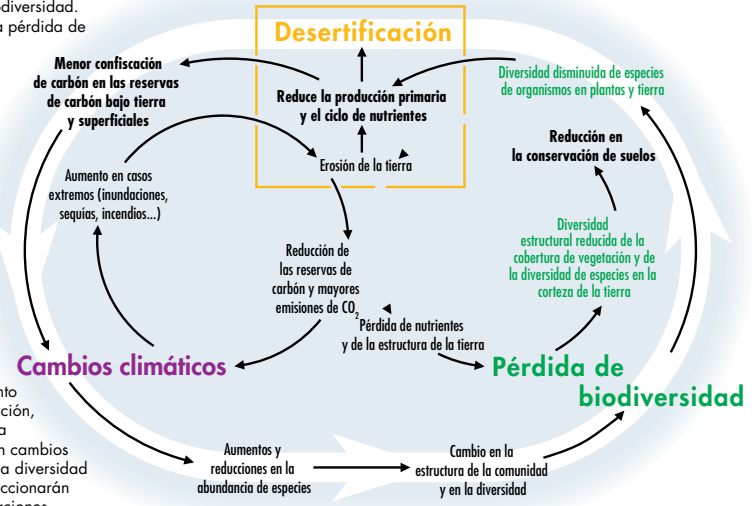 odiversidad.
a pérdida de
Desertificación
Menor confiscación
de carbón en las reservas
de carbón bajo tierra
y superficiales
Reduce la producción primaria
y el ciclo de nutrientes
Diversidad disminuida de especies
de organismos en plantas y tierra
Reducción en
la conservación de suelos
Erosión de la tierra
Aumento en casos
extremos (inundaciones,
sequías, incendios...)
Diversidad
estructural reducida de la
cobertura de vegetación y de
la diversidad de especies en la
corteza de la tierra
Reducción de
las reservas de
carbón y mayores
emisiones de CO2
Pérdida de nutrientes
y de la estructura de la tierra
Cambios climáticos
Pérdida de
biodiversidad
nto
ción,
a
n cambios
a diversidad
ccionarán
aciones
Aumentos y
reducciones en la
abundancia de especies
Cambio en la
estructura de la comunidad
y en la diversidad